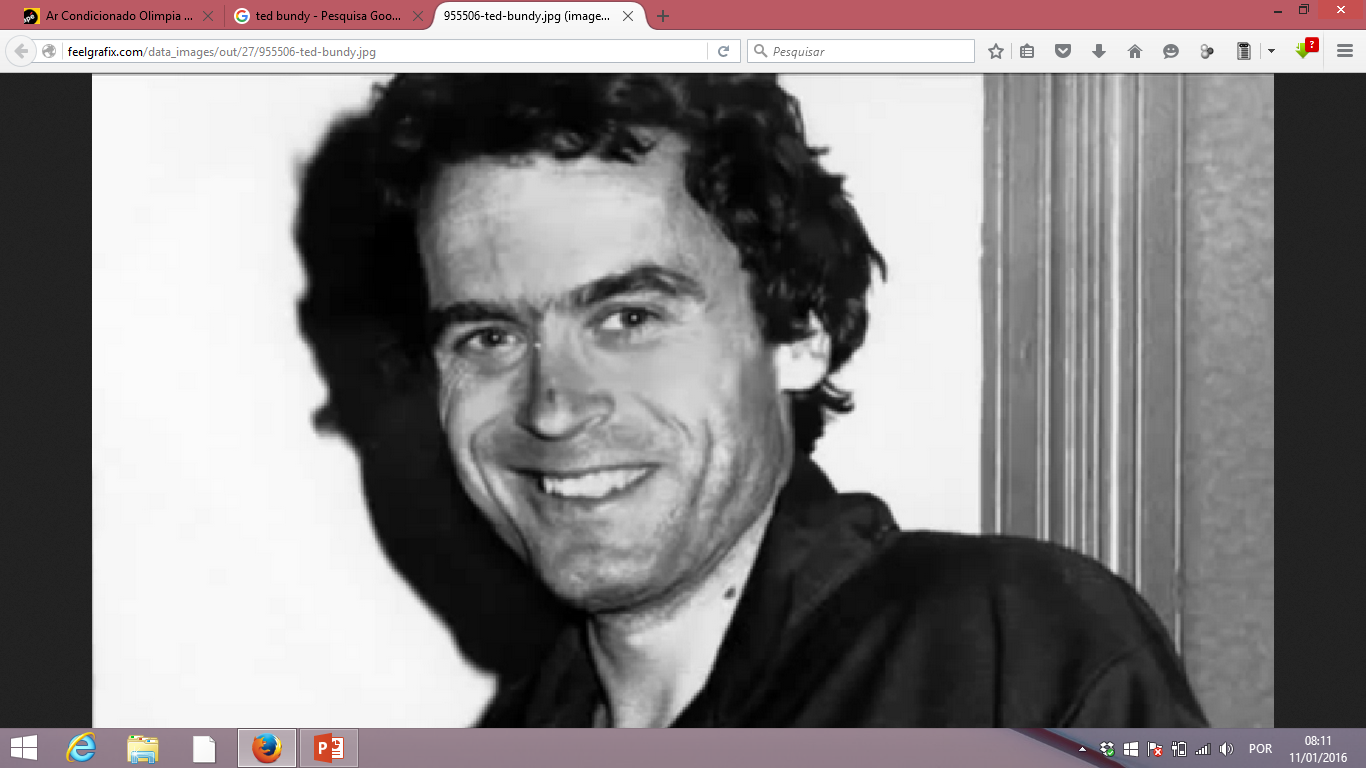 Ar Condicionado Olimpia ...
ted bundy - Pesquisa Goo...
955506-ted-bundy.jpg (image...
feelgrafix.com/data_images/out/27/955506-ted-bundy.jpg
Pesquisar
?
POR
08:11
11/01/2016